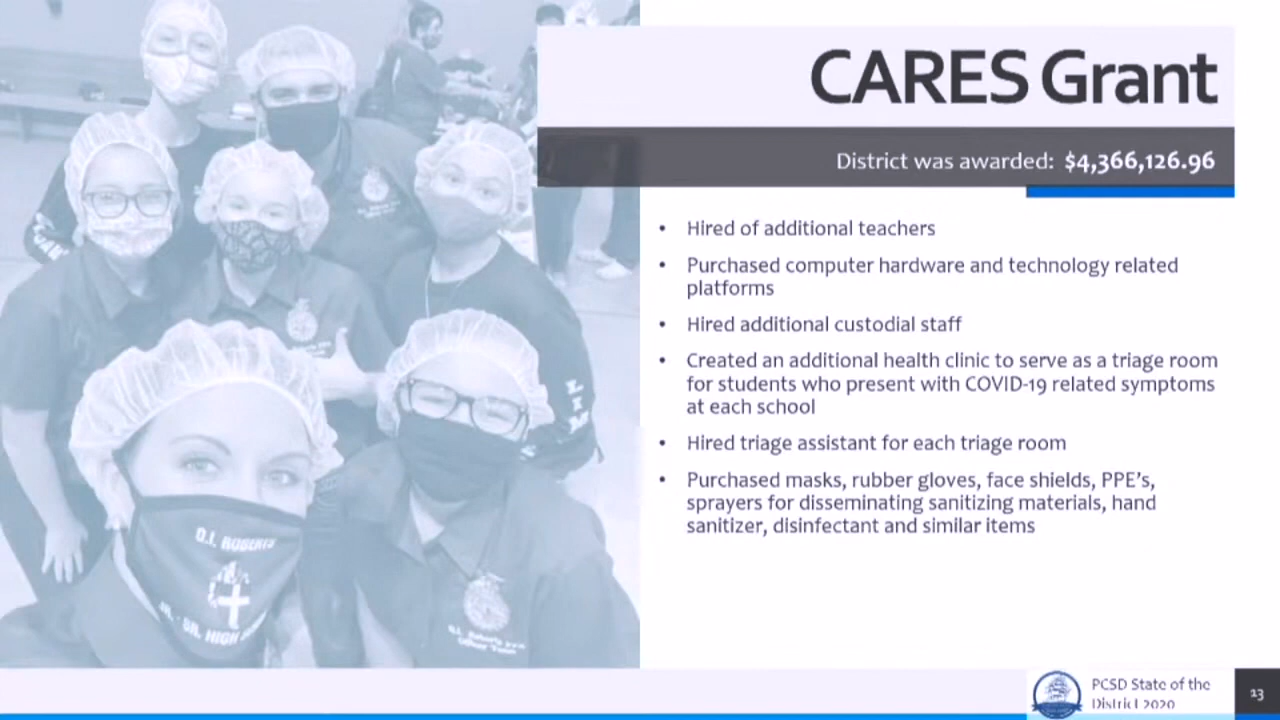 CARES Grant
District was awarded: $4,366,126.96
• Hired of additional teachers
• Purchased computer hardware and technology related
platforms
• Hired additional custodial staff
• Created an additional health clinic to serve as a triage room
for students who present with COVID-19 related symptoms
at each school
• Hired triage assistant for each triage room
• Purchased masks, rubber gloves, face shields, PPE's,
sprayers for disseminating sanitizing materials, hand
sanitizer, disinfectant and similar items
Q.I. ROBERTS
SR. HIGH
PCSD State of the
District 2020
13